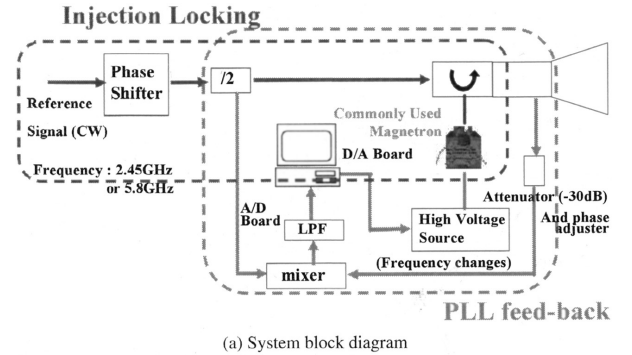 Injection Locking
Phase
Shifter
/2
Reference
Signal (CW)
Commonly Used
Magnetron
D/A Board
Frequency : 2.45GHz
or 5.8GHz
A/D
Board
LPF
High Voltage
Source
Attenuator (-30dB)
And phase
adjuster
mixer
(Frequency changes)
PLL feed-back
(a) System block diagram